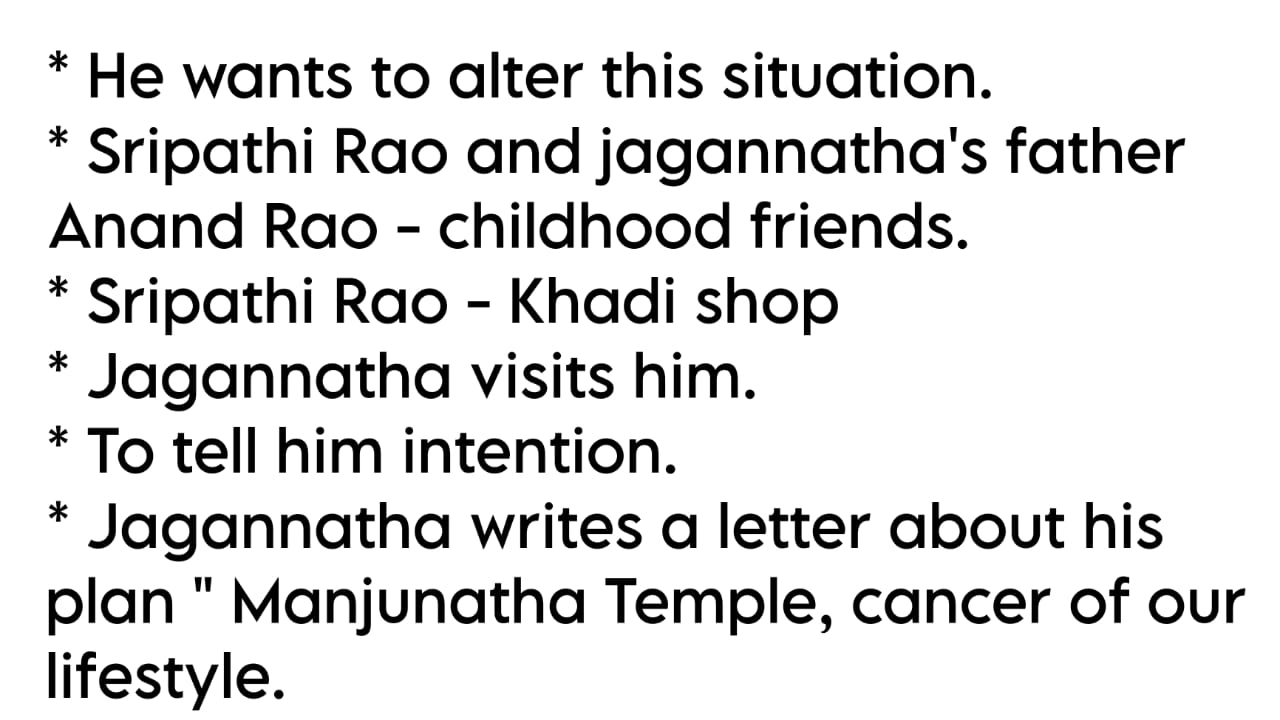 * He wants to alter this situation.
* Sripathi Rao and jagannatha's father
Anand Rao - childhood friends.
* Sripathi Rao - Khadi shop
* Jagannatha visits him.
* To tell him intention.
* Jagannatha writes a letter about his
plan " Manjunatha Temple, cancer of our
lifestyle.